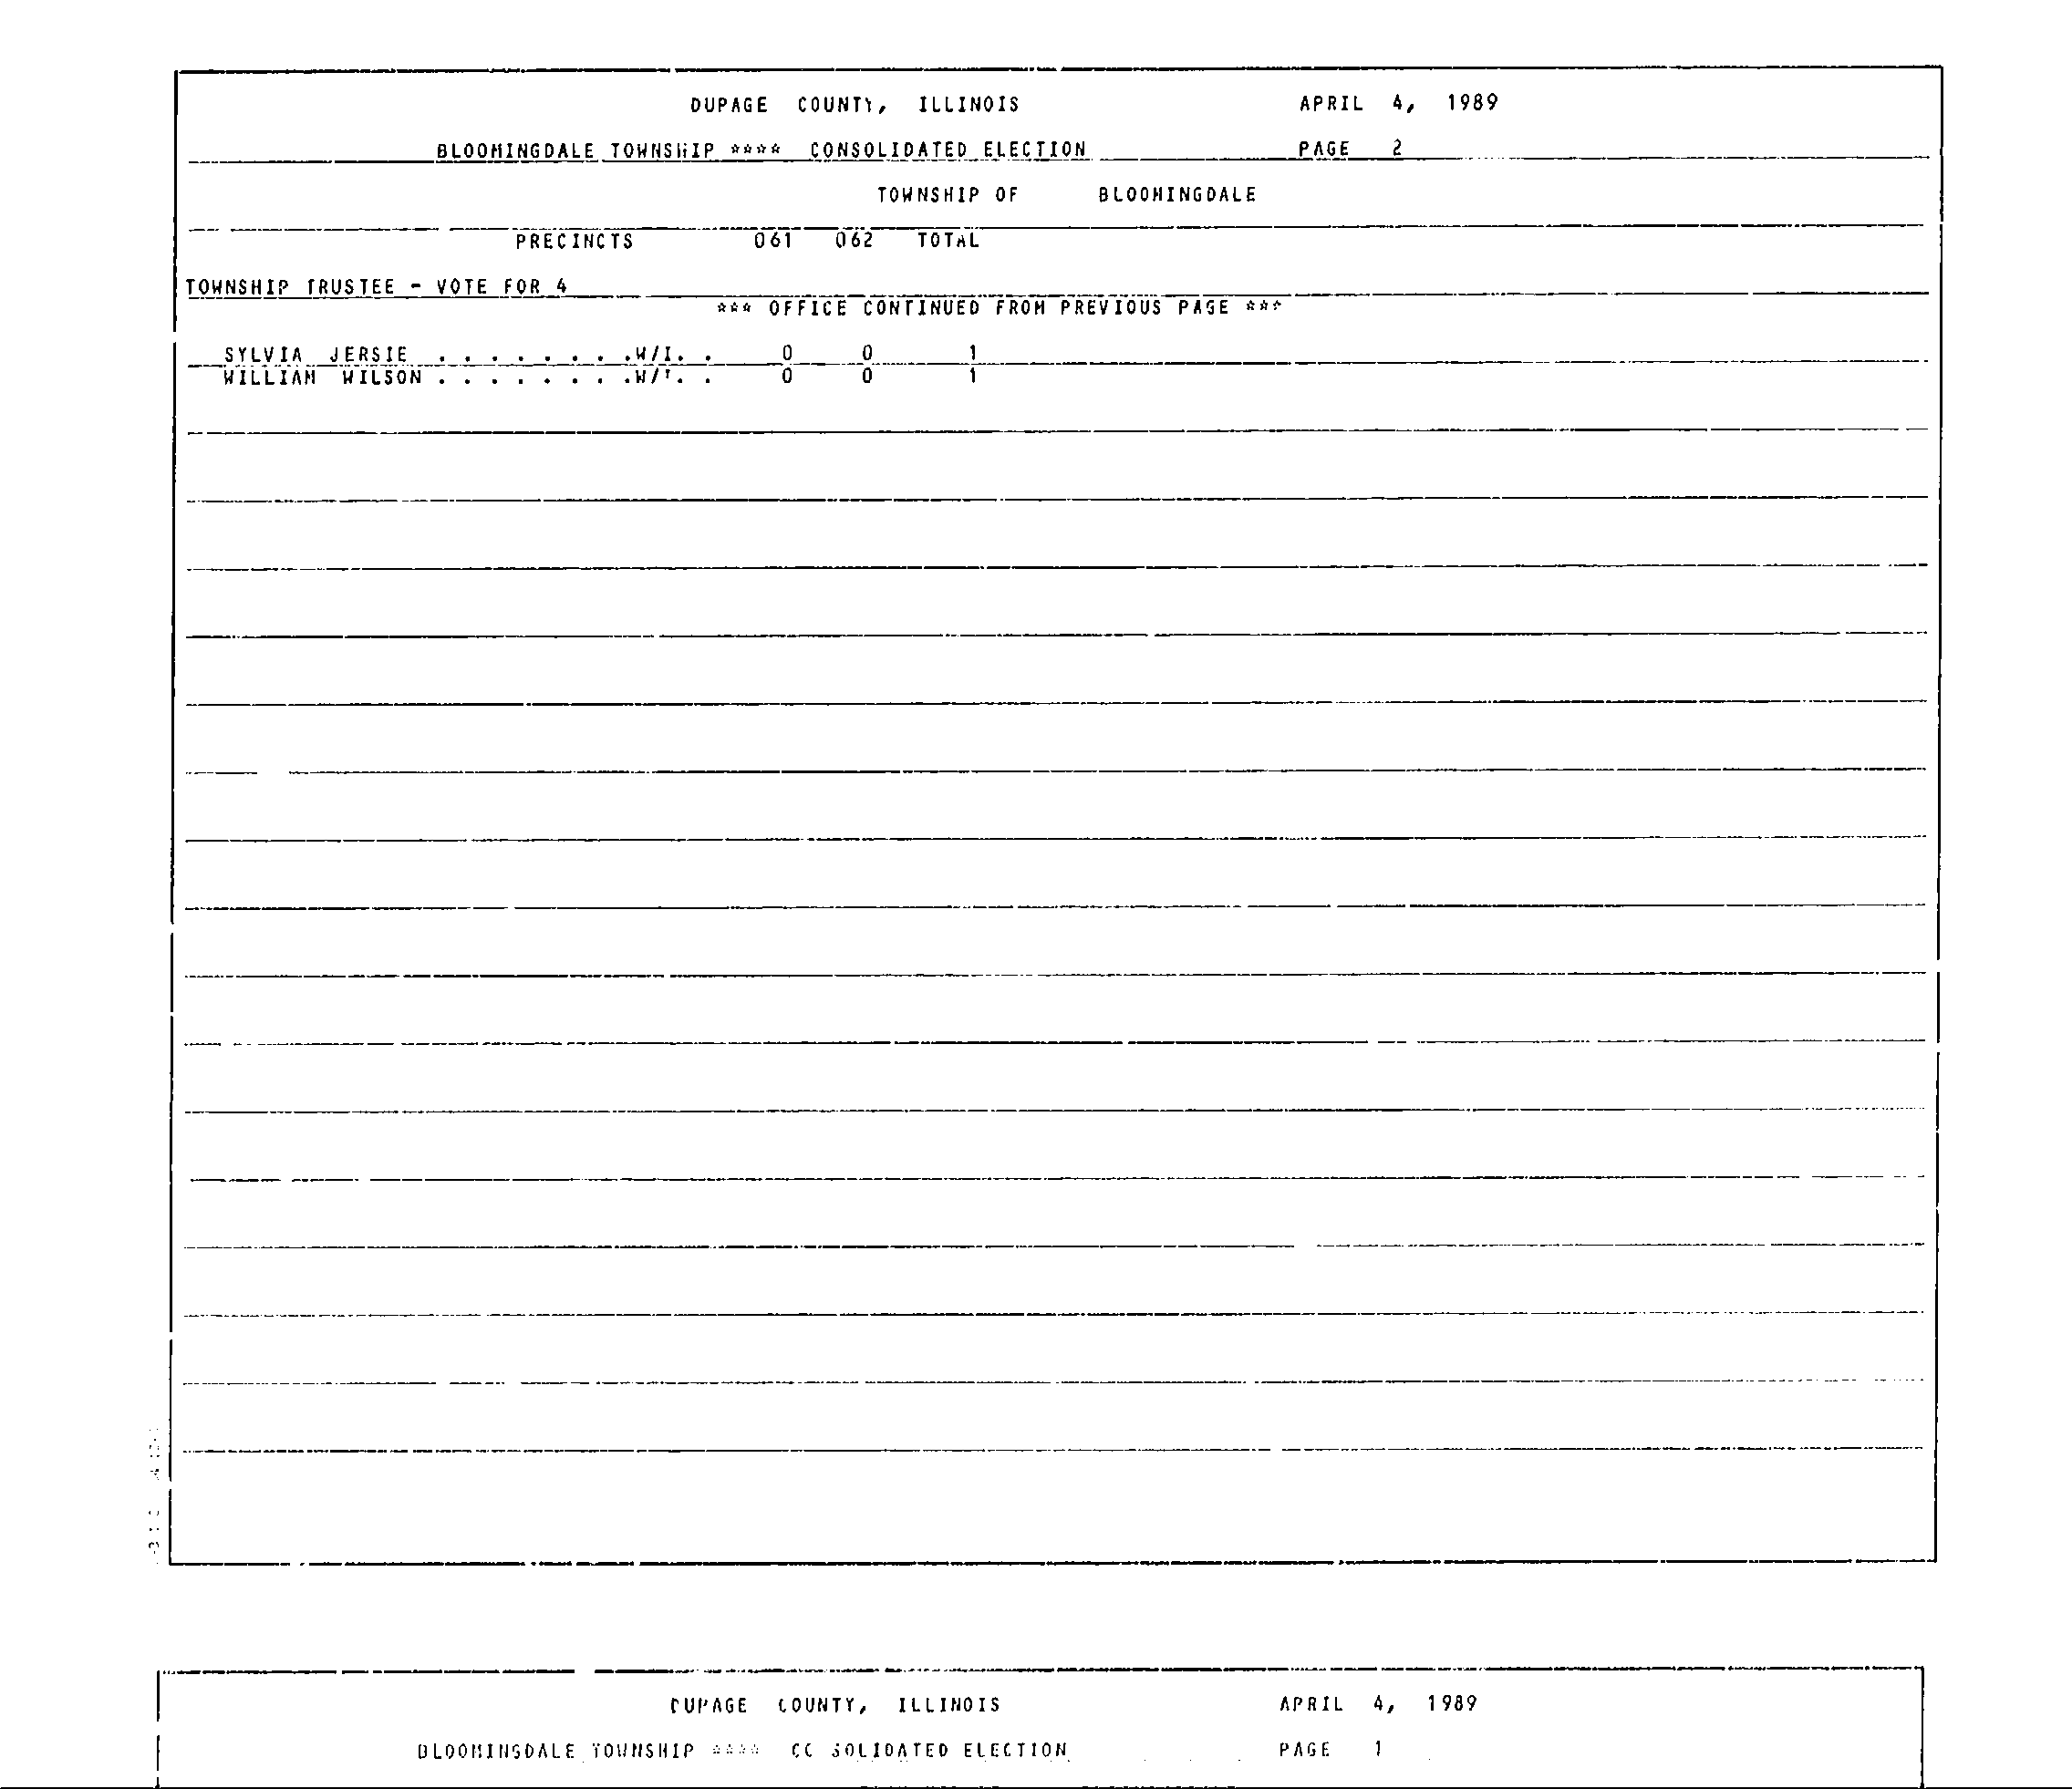 DUPAGE COUNTY, ILLINOIS APRIL 4, 1989
BLOOMINGDALE TOWNSHIP **** CONSOLIDATED ELECTION PAGE 2
TOWNSHIP OF BLOOMINGDALE
PRECINCTS 061 062 TOTAL
TOWNSHIP TRUSTEE - VOTE FOR 4
*** OFFICE CONTINUED FROM PREVIOUS PAGE ***
SYLVIA JERSIE . . . . . . . .W/I. . 0 0 1
WILLIAM WILSON . . . . . . . .W/I. . 0 0 1
DUPAGE COUNTY, ILLINOIS APRIL 4, 1989
BLOOMINGDALE TOWNSHIP **** CONSOLIDATED ELECTION PAGE 1